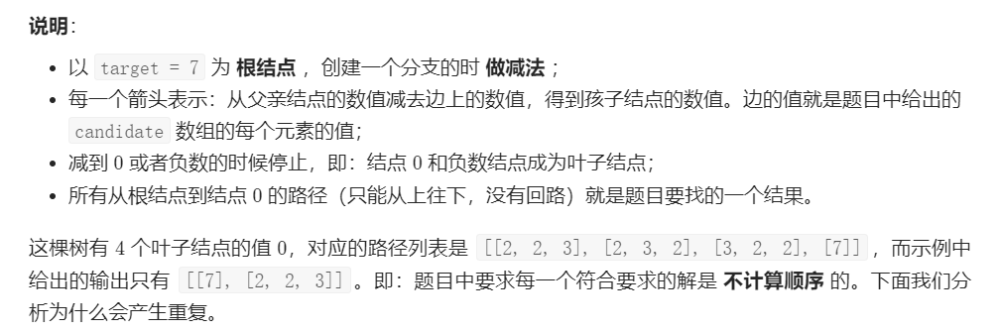 说明：
• 以 target = 7 为 根结点 ，创建一个分支的时 做减法 ；
• 每一个箭头表示：从父亲结点的数值减去边上的数值，得到孩子结点的数值。边的值就是题目中给出的
candidate 数组的每个元素的值；
• 减到 0 或者负数的时候停止，即：结点 0 和负数结点成为叶子结点；
• 所有从根结点到结点 0 的路径（只能从上往下，没有回路）就是题目要找的一个结果。
这棵树有 4 个叶子结点的值 0，对应的路径列表是 [[2, 2, 3], [2, 3, 2], [3, 2, 2], [7]] ，而示例中
给出的输出只有 [[7], [2, 2, 3]] 。即：题目中要求每一个符合要求的解是 不计算顺序 的。下面我们分
析为什么会产生重复。